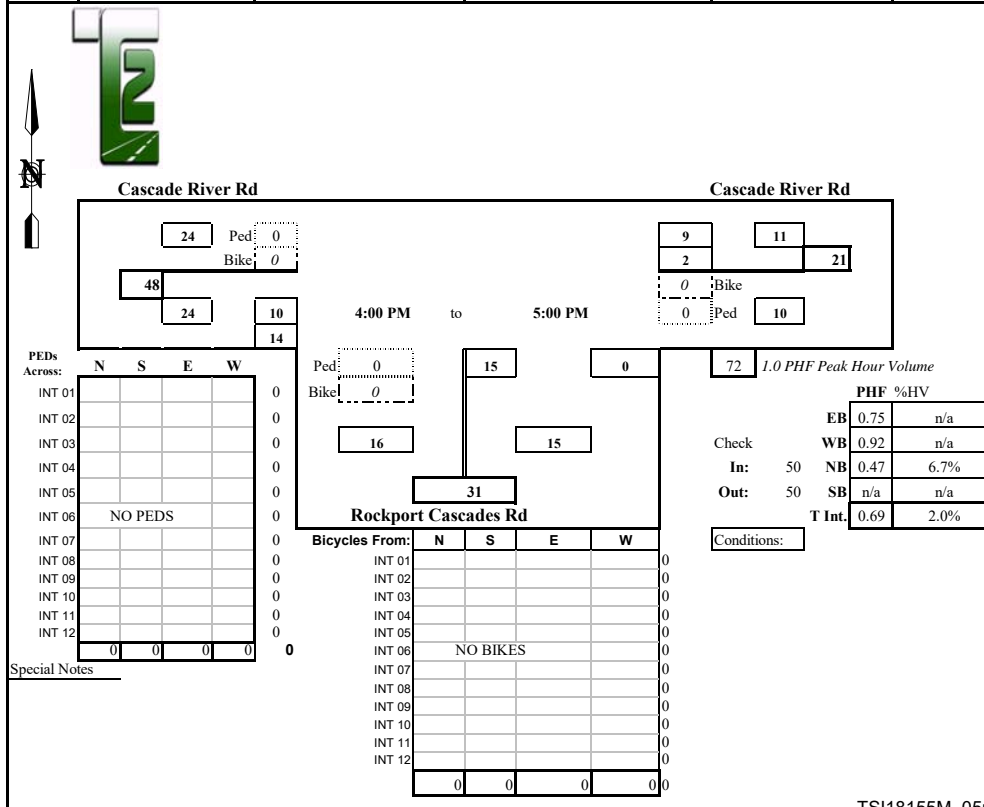 T2
N
Cascade River Rd Cascade River Rd
24 Ped 0 9 11
Bike 0 2 21
48 0 Bike
24 10 4:00 PM to 5:00 PM 0 Ped 10
14
PEDs Across: N S E W Ped 0 15 0 72 1.0 PHF Peak Hour Volume
INT 01 0 Bike 0 PHF %HV
INT 02 0 EB 0.75 n/a
INT 03 0 16 15 Check WB 0.92 n/a
INT 04 0 In: 50 NB 0.47 6.7%
INT 05 0 31 Out: 50 SB n/a n/a
INT 06 NO PEDS 0 Rockport Cascades Rd T Int. 0.69 2.0%
INT 07 0 Bicycles From: N S E W Conditions:
INT 08 0 INT 01 0
INT 09 0 INT 02 0
INT 10 0 INT 03 0
INT 11 0 INT 04 0
INT 12 0 INT 05 0
0 0 0 0 0 INT 06 NO BIKES 0
Special Notes INT 07 0
INT 08 0
INT 09 0
INT 10 0
INT 11 0
INT 12 0
0 0 0 0 0